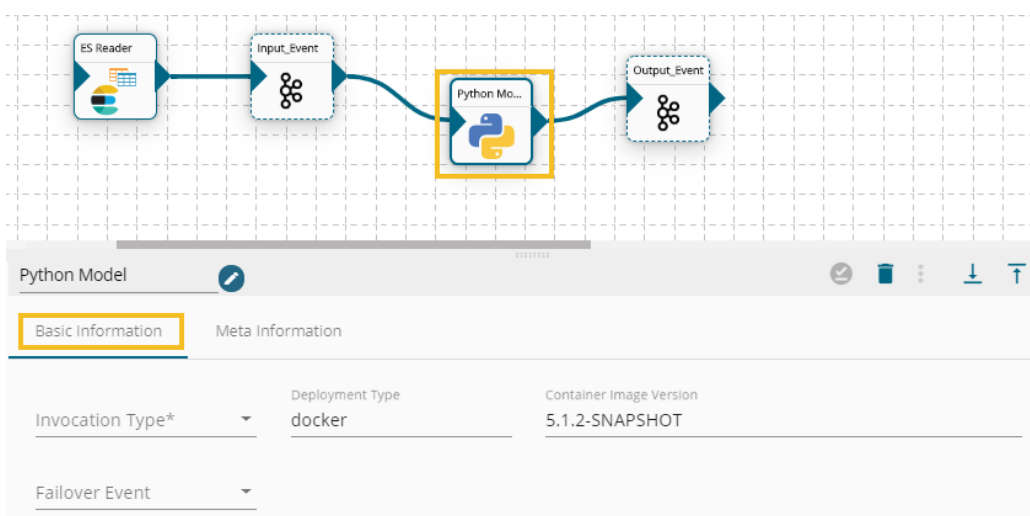 ES Reader
Input_Event
Python Mo...
Output_Event
Python Model
Basic Information
Meta Information
Invocation Type*
Deployment Type
docker
Container Image Version
5.1.2-SNAPSHOT
Failover Event